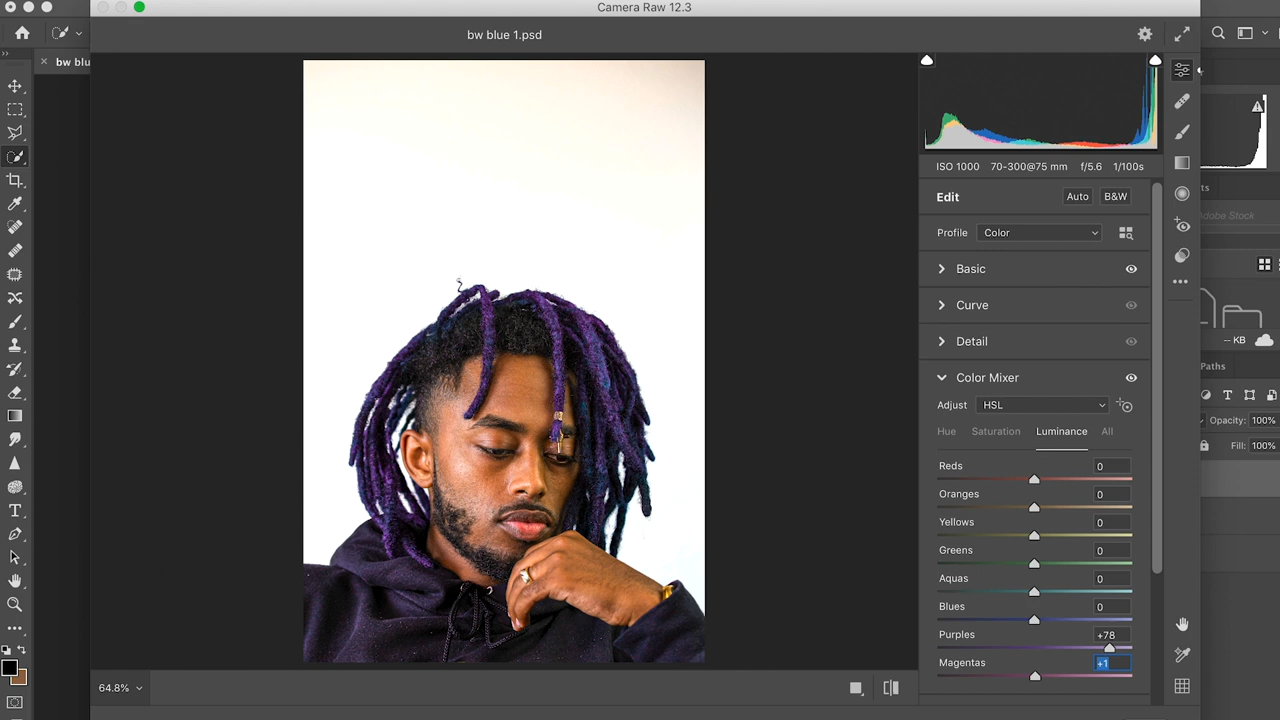 Camera Raw 12.3
bw blue 1.psd
bw blu
ISO 1000 70-300@75 mm f/5.6 1/100s
Edit Auto B&W
Profile Color
Basic
Curve
Detail
Color Mixer
Adjust HSL
Hue Saturation Luminance All
Reds 0
Oranges 0
Yellows 0
Greens 0
Aquas 0
Blues 0
Purples +78
Magentas +1
64.8%
ts
dobe Stock
-- KB
Paths
Opacity: 100%
Fill: 100%